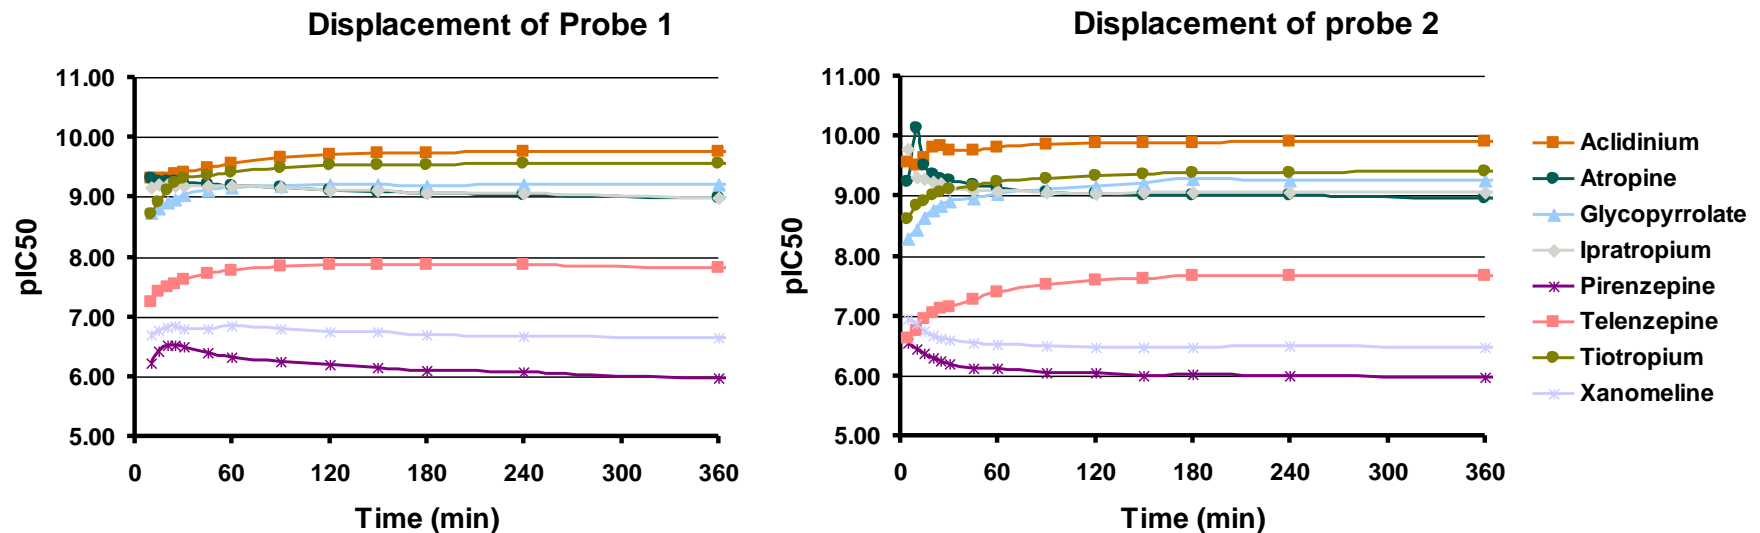 Displacement of Probe 1
pIC50
11.00
10.00
9.00
8.00
7.00
6.00
5.00
0 60 120 180 240 300 360
Time (min)
Displacement of probe 2
pIC50
11.00
10.00
9.00
8.00
7.00
6.00
5.00
0 60 120 180 240 300 360
Time (min)
Aclidinium
Atropine
Glycopyrrolate
Ipratropium
Pirenzepine
Telenzepine
Tiotropium
Xanomeline